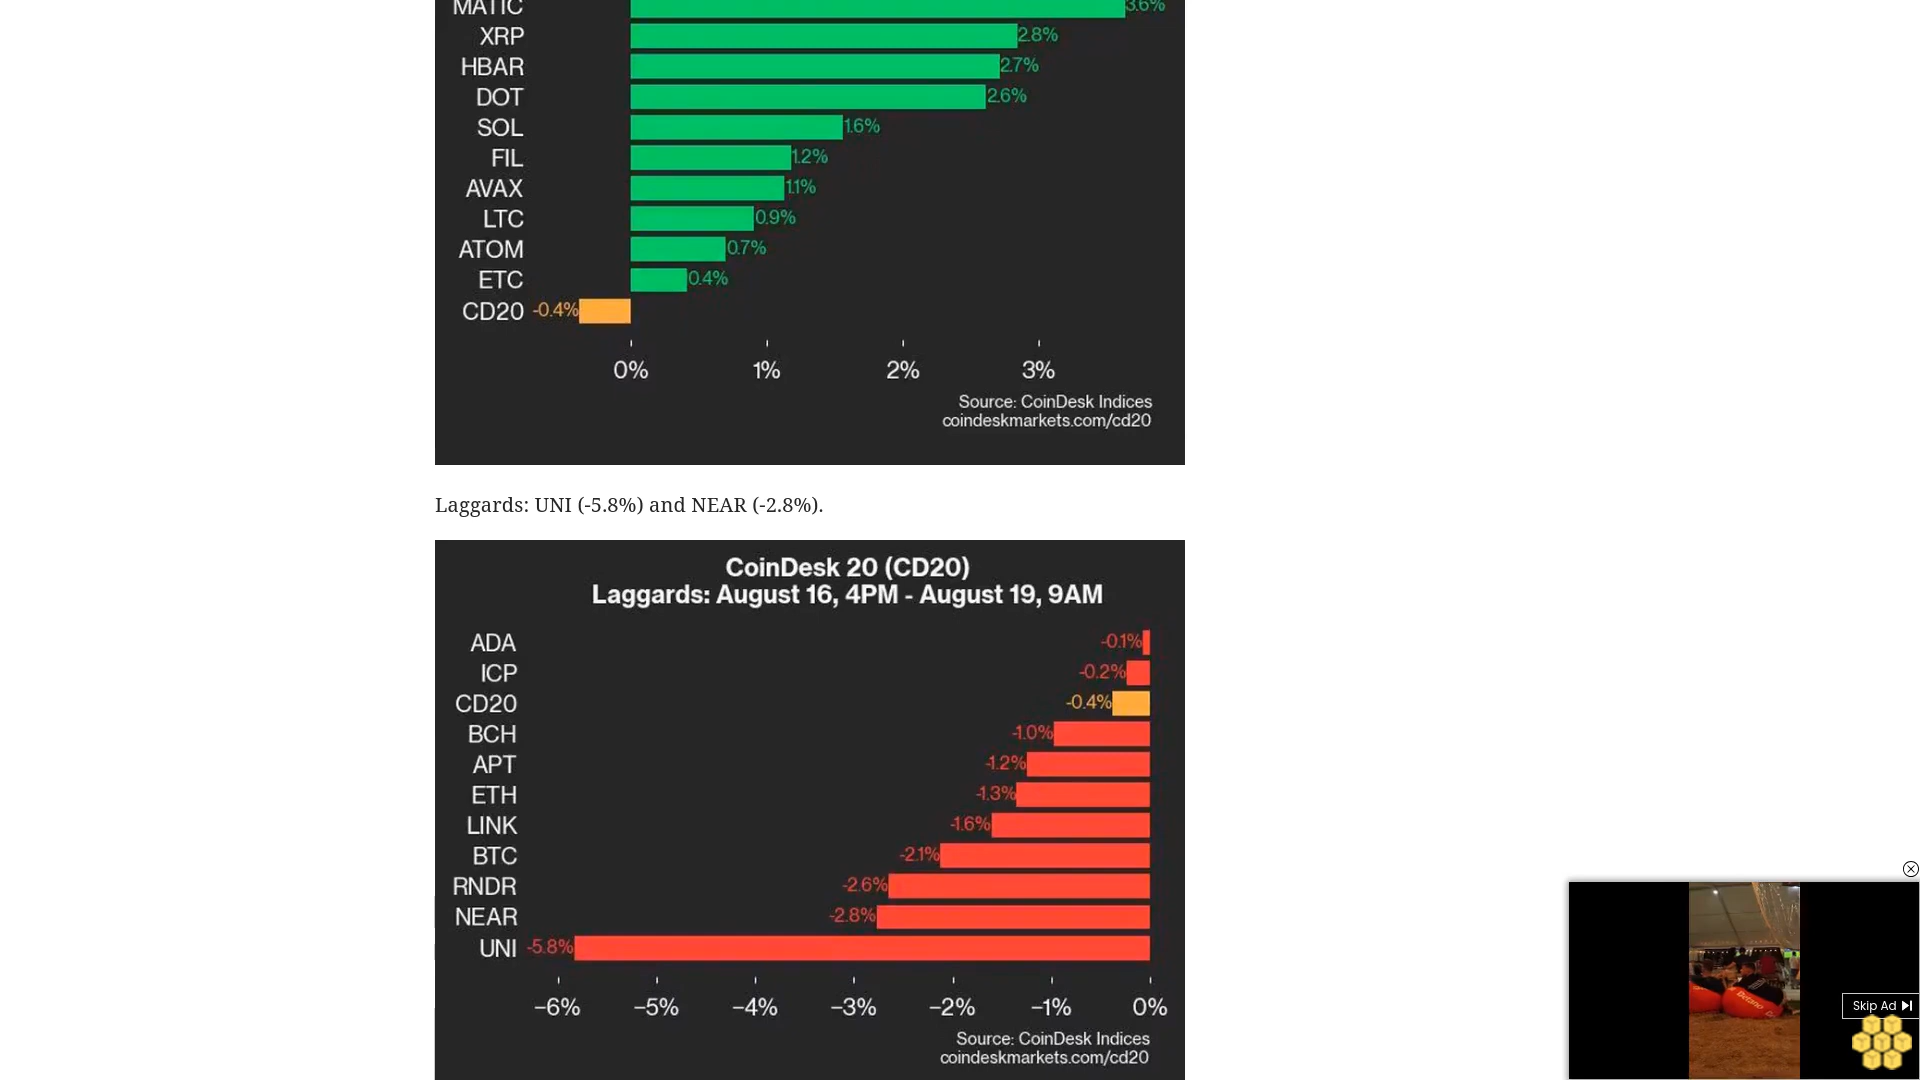 MATIC 3.6%
XRP 2.8%
HBAR 2.7%
DOT 2.6%
SOL 1.6%
FIL 1.2%
AVAX 1.1%
LTC 0.9%
ATOM 0.7%
ETC 0.4%
CD20 -0.4%
0% 1% 2% 3%
Source: CoinDesk Indices
coindeskmarkets.com/cd20
Laggards: UNI (-5.8%) and NEAR (-2.8%).
CoinDesk 20 (CD20)
Laggards: August 16, 4PM - August 19, 9AM
ADA -0.1%
ICP -0.2%
CD20 -0.4%
BCH -1.0%
APT -1.2%
ETH -1.3%
LINK -1.6%
BTC -2.1%
RNDR -2.6%
NEAR -2.8%
UNI -5.8%
−6% −5% −4% −3% −2% −1% 0%
Source: CoinDesk Indices
coindeskmarkets.com/cd20
Skip Ad